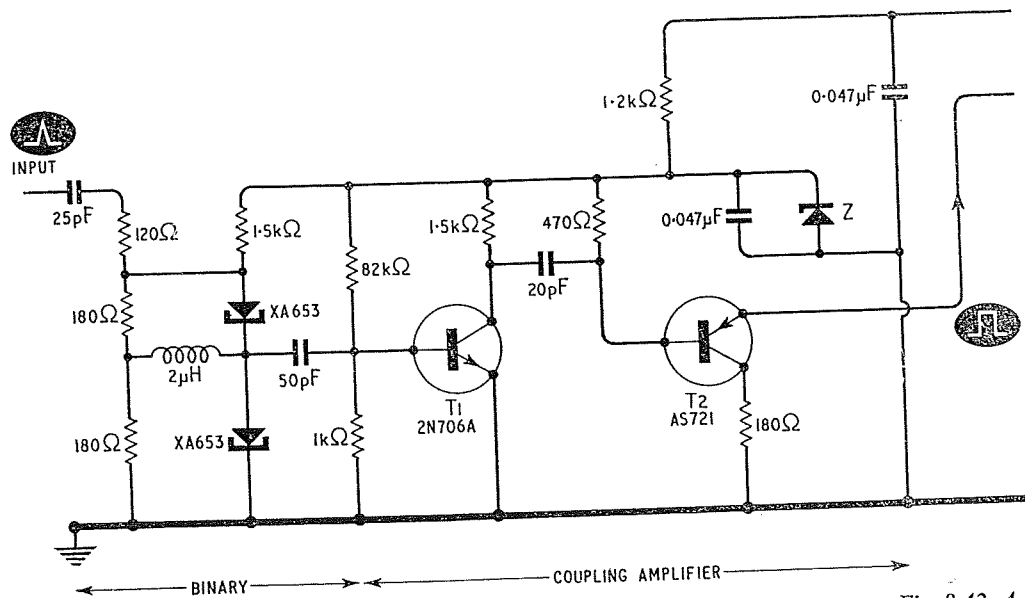 1·2kΩ
0·047µF
INPUT
25pF
120Ω
1·5kΩ
82kΩ
1·5kΩ
470Ω
0·047µF
Z
20pF
180Ω
XA653
2µH
50pF
T1
2N706A
T2
AS721
180Ω
XA653
1kΩ
180Ω
BINARY
COUPLING AMPLIFIER